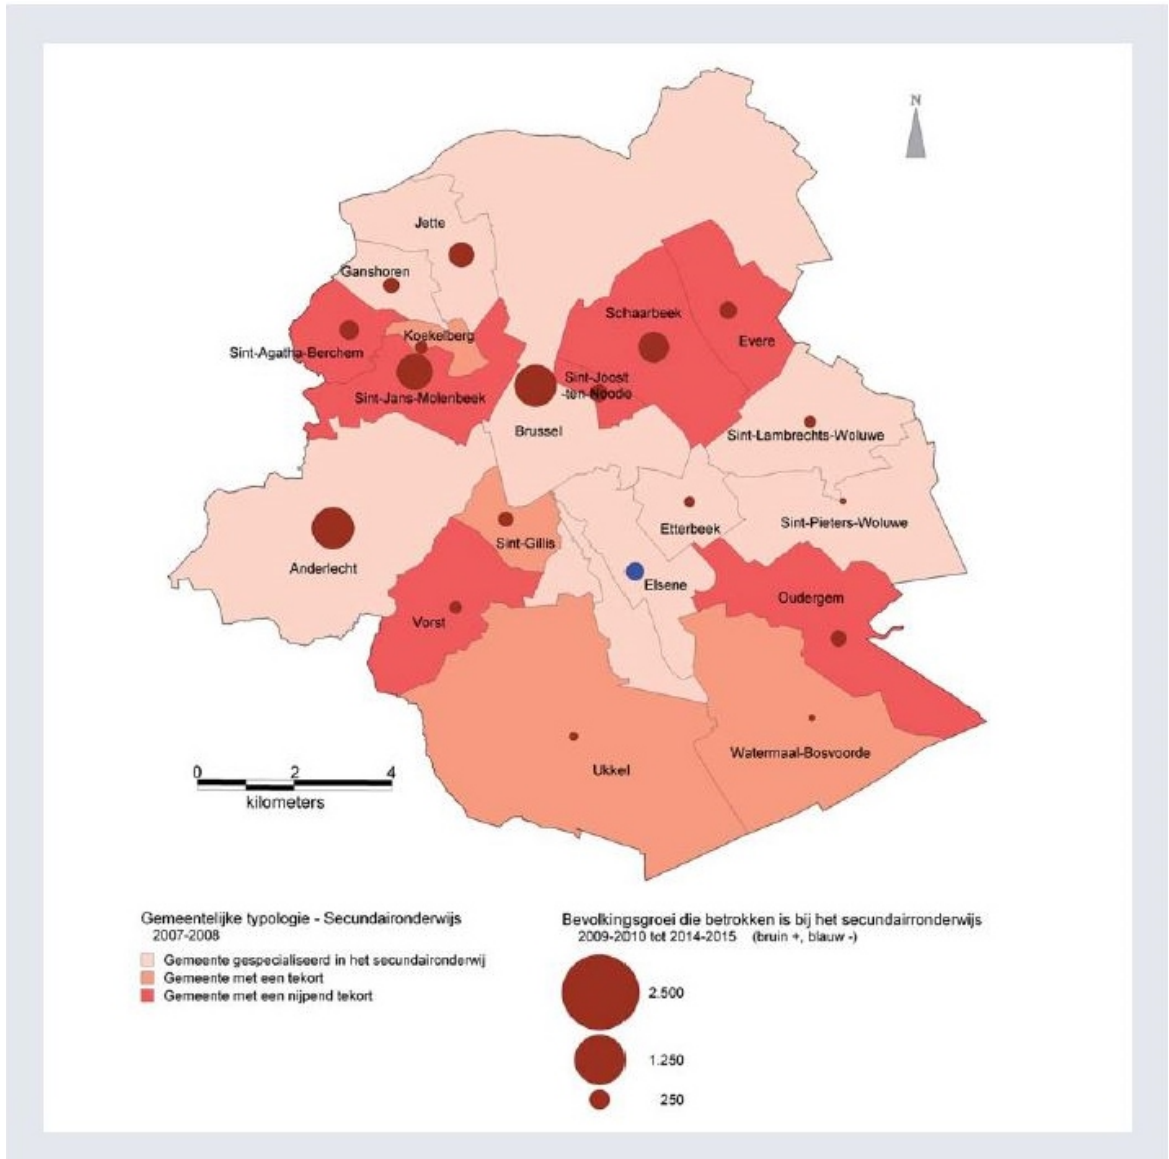 N
Jette
Ganshoren
Schaarbeek
Koekelberg
Evere
Sint-Agatha-Berchem
Sint-Joost
-ten-Noode
Sint-Jans-Molenbeek
Brussel
Sint-Lambrechts-Woluwe
Etterbeek
Sint-Pieters-Woluwe
Sint-Gillis
Anderlecht
Elsene
Oudergem
Vorst
Watermaal-Bosvoorde
Ukkel
0 2 4
kilometers
Gemeentelijke typologie - Secundaironderwijs
2007-2008
Gemeente gespecialiseerd in het secundaironderwij
Gemeente met een tekort
Gemeente met een nijpend tekort
Bevolkingsgroei die betrokken is bij het secundairronderwijs
2009-2010 tot 2014-2015 (bruin +, blauw -)
2.500
1.250
250